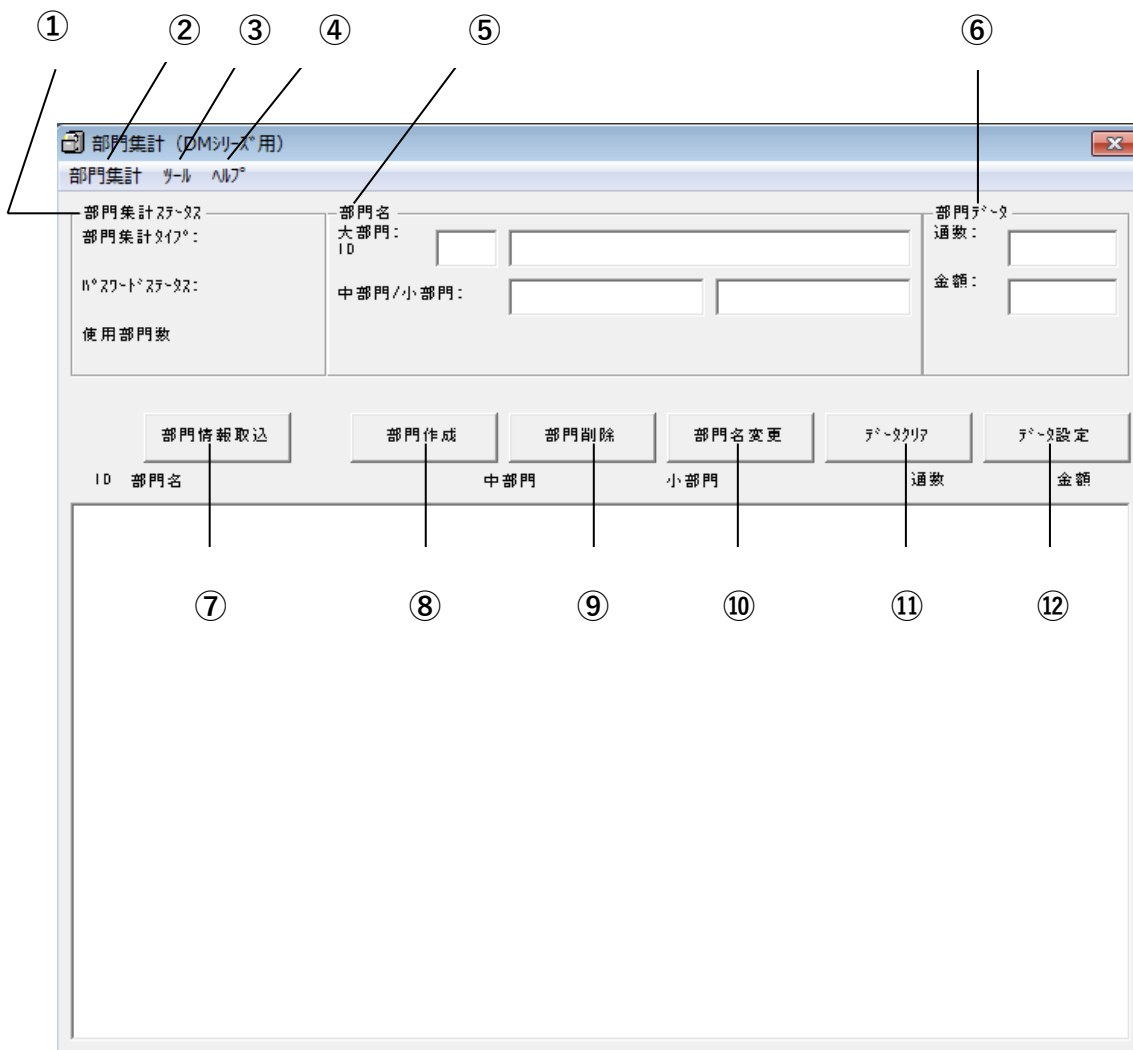 ① ② ③ ④ ⑤ ⑥
部門集計 (DMｼﾘｰｽﾞ用)
部門集計 ﾂｰﾙ ﾍﾙﾌﾟ
部門集計ｽﾃｰﾀｽ 部門名 部門ﾃﾞｰﾀ
部門集計ﾀｲﾌﾟ: 大部門: 通数:
ID
ﾊﾟｽﾜｰﾄﾞｽﾃｰﾀｽ: 中部門/小部門: 金額:
使用部門数
部門情報取込 部門作成 部門削除 部門名変更 ﾃﾞｰﾀｸﾘｱ ﾃﾞｰﾀ設定
ID 部門名 中部門 小部門 通数 金額
⑦ ⑧ ⑨ ⑩ ⑪ ⑫